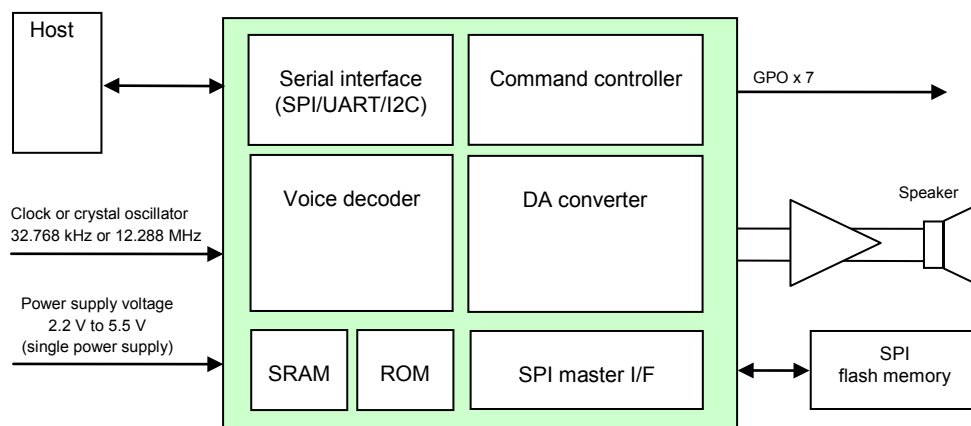 Host
Serial interface
(SPI/UART/I2C)
Command controller
GPO x 7
Voice decoder
DA converter
Speaker
Clock or crystal oscillator
32.768 kHz or 12.288 MHz
Power supply voltage
2.2 V to 5.5 V
(single power supply)
SRAM
ROM
SPI master I/F
SPI
flash memory